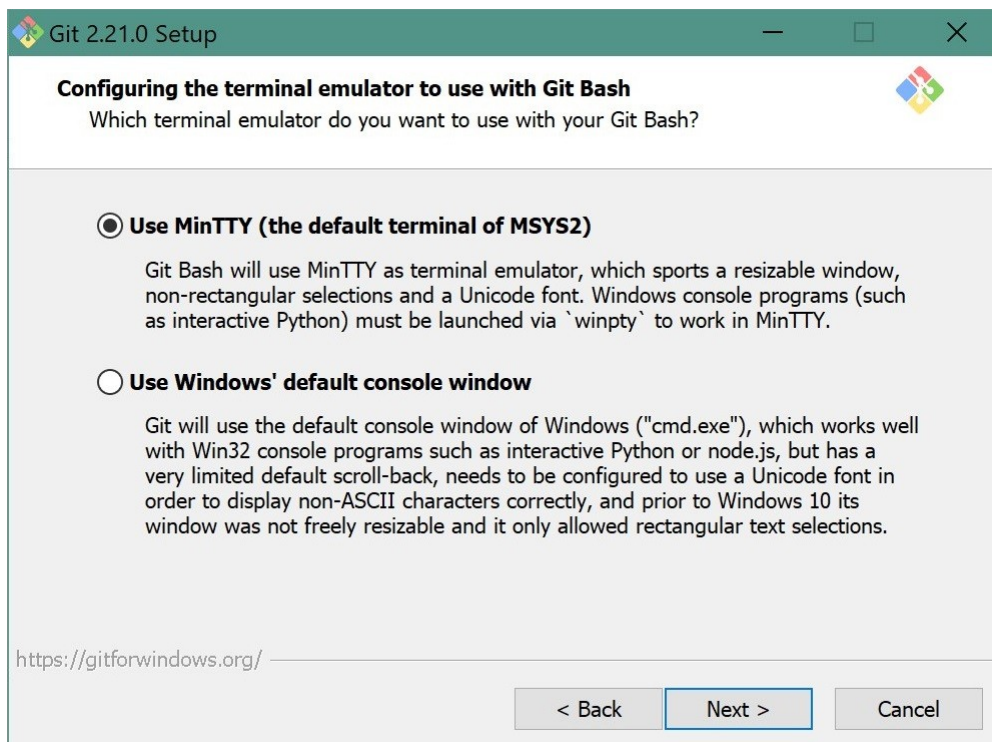 Git 2.21.0 Setup
Configuring the terminal emulator to use with Git Bash
Which terminal emulator do you want to use with your Git Bash?
Use MinTTY (the default terminal of MSYS2)
Git Bash will use MinTTY as terminal emulator, which sports a resizable window,
non-rectangular selections and a Unicode font. Windows console programs (such
as interactive Python) must be launched via `winpty` to work in MinTTY.
Use Windows' default console window
Git will use the default console window of Windows ("cmd.exe"), which works well
with Win32 console programs such as interactive Python or node.js, but has a
very limited default scroll-back, needs to be configured to use a Unicode font in
order to display non-ASCII characters correctly, and prior to Windows 10 its
window was not freely resizable and it only allowed rectangular text selections.
https://gitforwindows.org/
< Back Next > Cancel